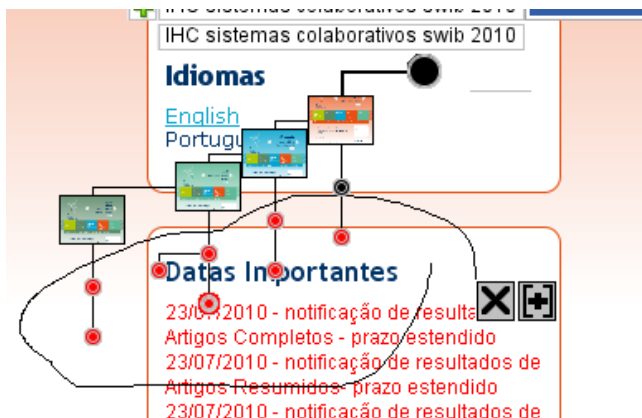 IHC sistemas colaborativos swib 2010
IHC sistemas colaborativos swib 2010
Idiomas
English
Datas Importantes
23/07/2010 - notificação de resulta
Artigos Completos - prazo estendido
23/07/2010 - notificação de resultados de
Artigos Resumidos - prazo estendido
23/07/2010 - notificação de resultados de